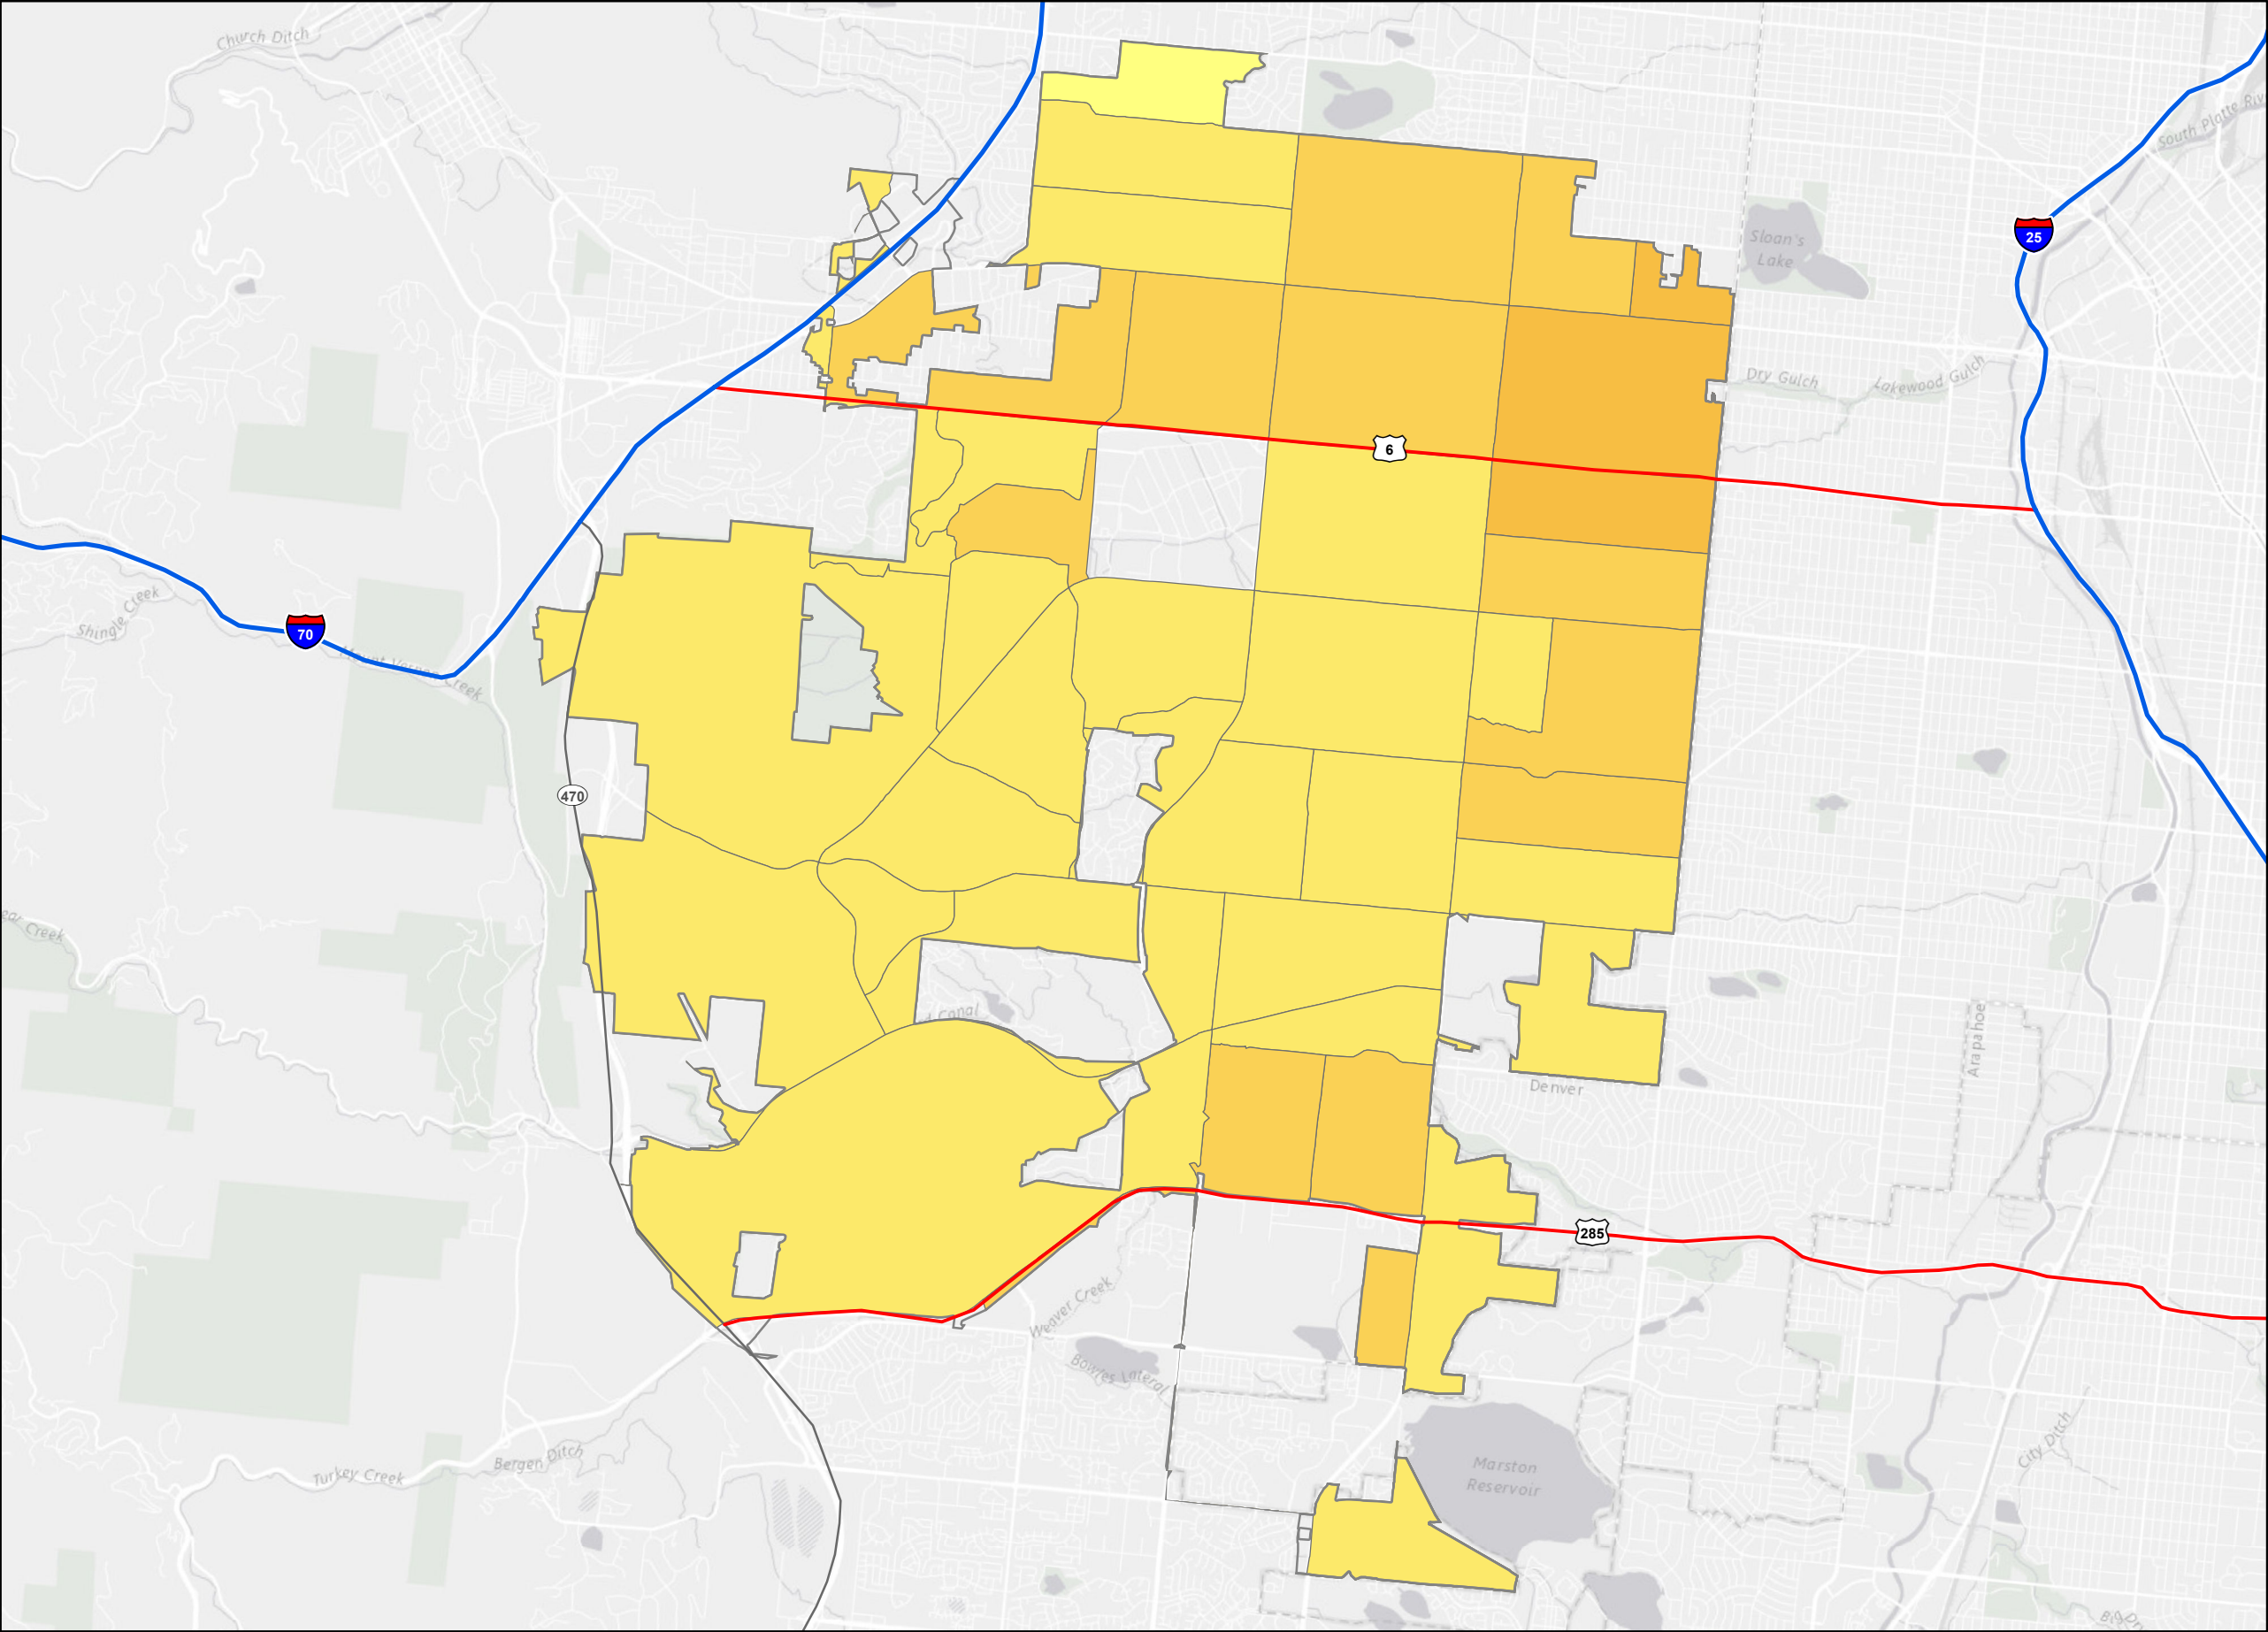 Church Ditch
South Platte Riv
25
Sloan's
Lake
Dry Gulch
Lakewood Gulch
6
Shingle Creek
70
Mount Vernon Creek
470
ear Creek
d Canal
Arapahoe
Denver
285
Weaver Creek
Bowles Lateral
City Ditch
Turkey Creek
Bergen Ditch
Marston
Reservoir